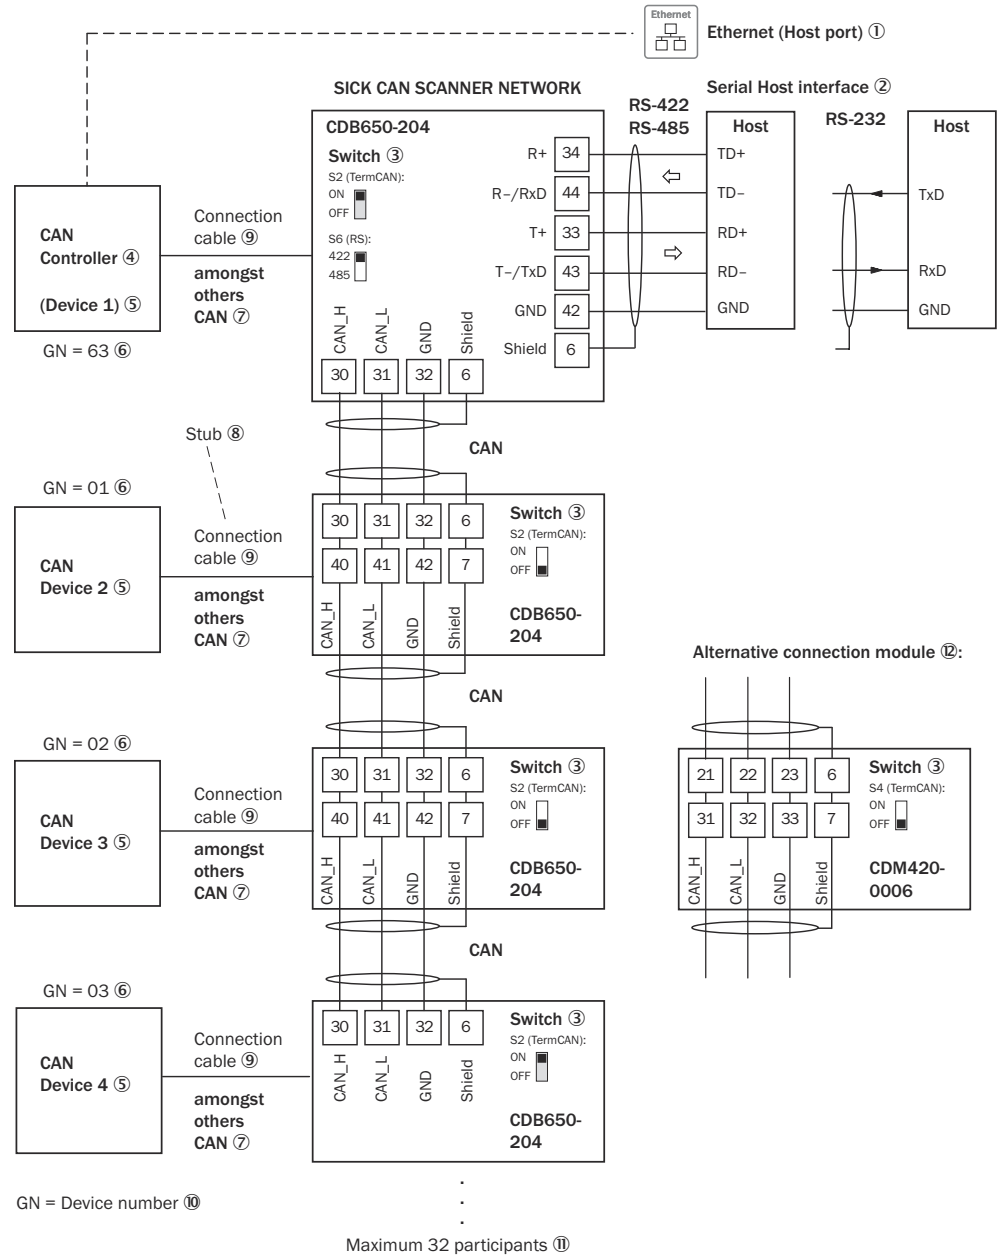 Ethernet
Ethernet (Host port) ①
SICK CAN SCANNER NETWORK
Serial Host interface ②
RS-422
RS-485
RS-232
CDB650-204
Switch ③
S2 (TermCAN):
ON
OFF
S6 (RS):
422
485
R+ 34
R–/RxD 44
T+ 33
T–/TxD 43
GND 42
Shield 6
Host
TD+
TD–
RD+
RD–
GND
Host
TxD
RxD
GND
CAN
Controller ④
(Device 1) ⑤
GN = 63 ⑥
Connection
cable ⑨
amongst
others
CAN ⑦
CAN_H CAN_L GND Shield
30 31 32 6
CAN
Stub ⑧
GN = 01 ⑥
CAN
Device 2 ⑤
Connection
cable ⑨
amongst
others
CAN ⑦
30 31 32 6
40 41 42 7
CAN_H CAN_L GND Shield
Switch ③
S2 (TermCAN):
ON
OFF
CDB650-
204
CAN
GN = 02 ⑥
CAN
Device 3 ⑤
Connection
cable ⑨
amongst
others
CAN ⑦
30 31 32 6
40 41 42 7
CAN_H CAN_L GND Shield
Switch ③
S2 (TermCAN):
ON
OFF
CDB650-
204
CAN
Alternative connection module ⑫:
21 22 23 6
31 32 33 7
CAN_H CAN_L GND Shield
Switch ③
S4 (TermCAN):
ON
OFF
CDM420-
0006
GN = 03 ⑥
CAN
Device 4 ⑤
Connection
cable ⑨
amongst
others
CAN ⑦
30 31 32 6
CAN_H CAN_L GND Shield
Switch ③
S2 (TermCAN):
ON
OFF
CDB650-
204
GN = Device number ⑩
.
.
.
Maximum 32 participants ⑪